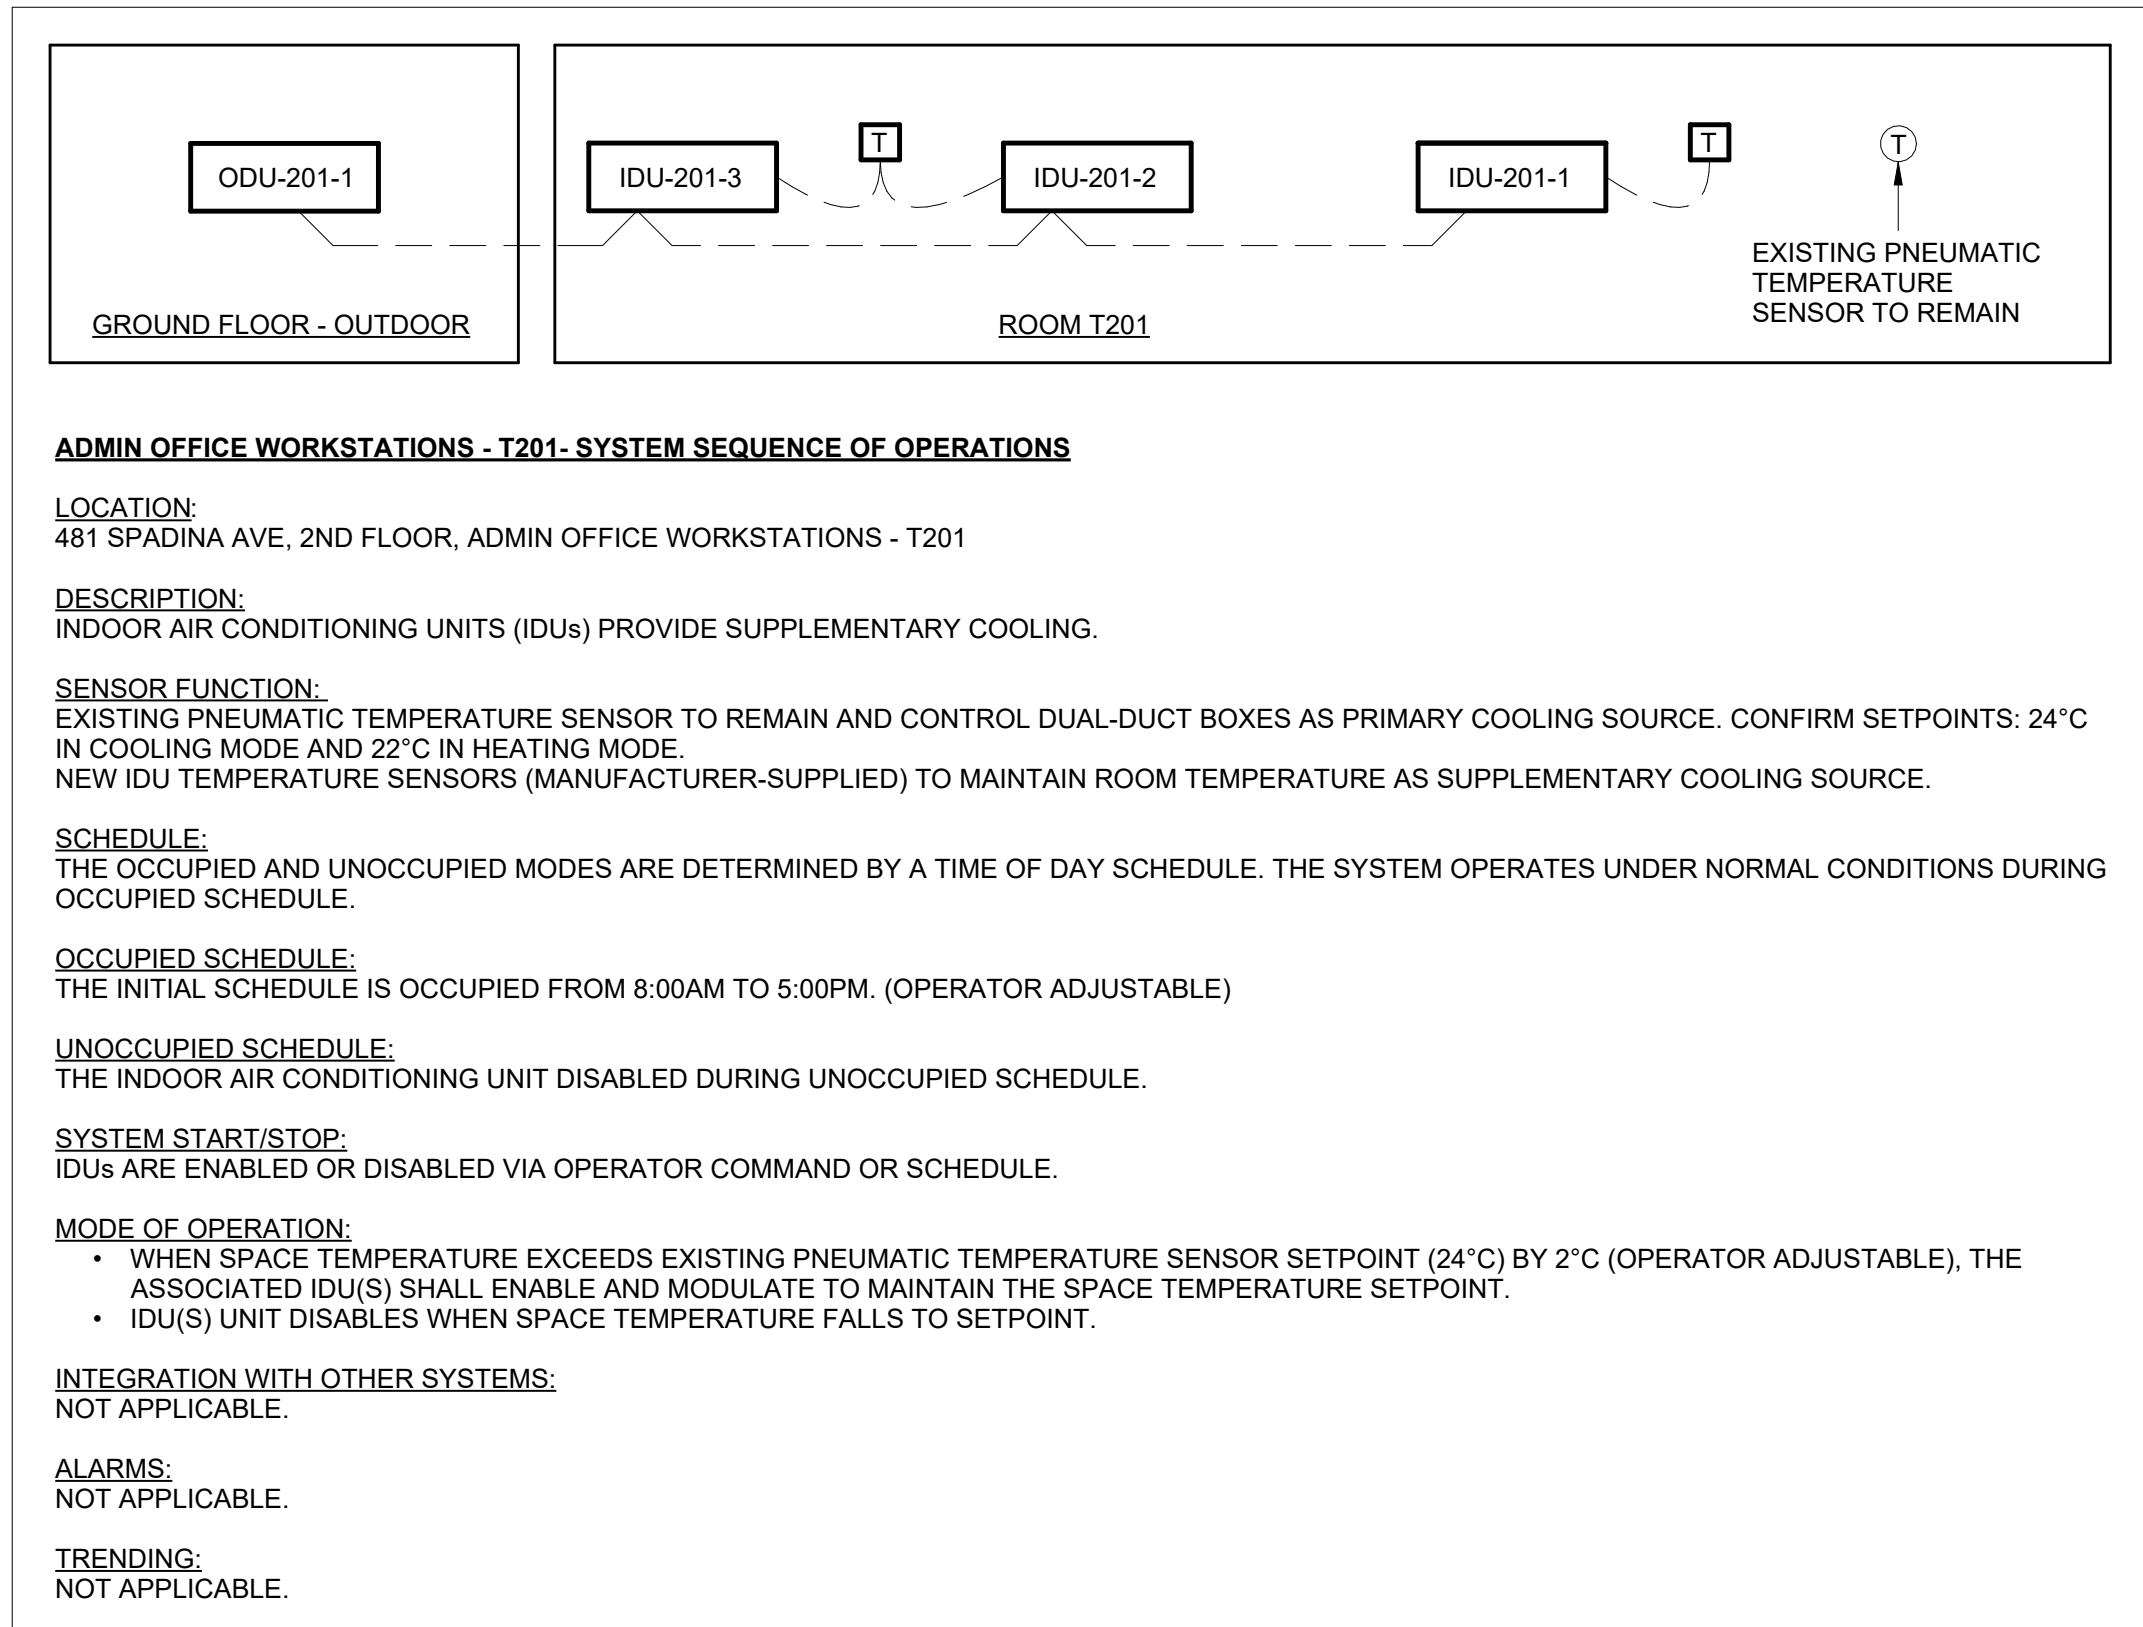 ODU-201-1
IDU-201-3
T
IDU-201-2
IDU-201-1
T
T
EXISTING PNEUMATIC
TEMPERATURE
SENSOR TO REMAIN
GROUND FLOOR - OUTDOOR
ROOM T201
ADMIN OFFICE WORKSTATIONS - T201- SYSTEM SEQUENCE OF OPERATIONS
LOCATION:
481 SPADINA AVE, 2ND FLOOR, ADMIN OFFICE WORKSTATIONS - T201
DESCRIPTION:
INDOOR AIR CONDITIONING UNITS (IDUs) PROVIDE SUPPLEMENTARY COOLING.
SENSOR FUNCTION:
EXISTING PNEUMATIC TEMPERATURE SENSOR TO REMAIN AND CONTROL DUAL-DUCT BOXES AS PRIMARY COOLING SOURCE. CONFIRM SETPOINTS: 24°C
IN COOLING MODE AND 22°C IN HEATING MODE.
NEW IDU TEMPERATURE SENSORS (MANUFACTURER-SUPPLIED) TO MAINTAIN ROOM TEMPERATURE AS SUPPLEMENTARY COOLING SOURCE.
SCHEDULE:
THE OCCUPIED AND UNOCCUPIED MODES ARE DETERMINED BY A TIME OF DAY SCHEDULE. THE SYSTEM OPERATES UNDER NORMAL CONDITIONS DURING
OCCUPIED SCHEDULE.
OCCUPIED SCHEDULE:
THE INITIAL SCHEDULE IS OCCUPIED FROM 8:00AM TO 5:00PM. (OPERATOR ADJUSTABLE)
UNOCCUPIED SCHEDULE:
THE INDOOR AIR CONDITIONING UNIT DISABLED DURING UNOCCUPIED SCHEDULE.
SYSTEM START/STOP:
IDUs ARE ENABLED OR DISABLED VIA OPERATOR COMMAND OR SCHEDULE.
MODE OF OPERATION:
• WHEN SPACE TEMPERATURE EXCEEDS EXISTING PNEUMATIC TEMPERATURE SENSOR SETPOINT (24°C) BY 2°C (OPERATOR ADJUSTABLE), THE
ASSOCIATED IDU(S) SHALL ENABLE AND MODULATE TO MAINTAIN THE SPACE TEMPERATURE SETPOINT.
• IDU(S) UNIT DISABLES WHEN SPACE TEMPERATURE FALLS TO SETPOINT.
INTEGRATION WITH OTHER SYSTEMS:
NOT APPLICABLE.
ALARMS:
NOT APPLICABLE.
TRENDING:
NOT APPLICABLE.